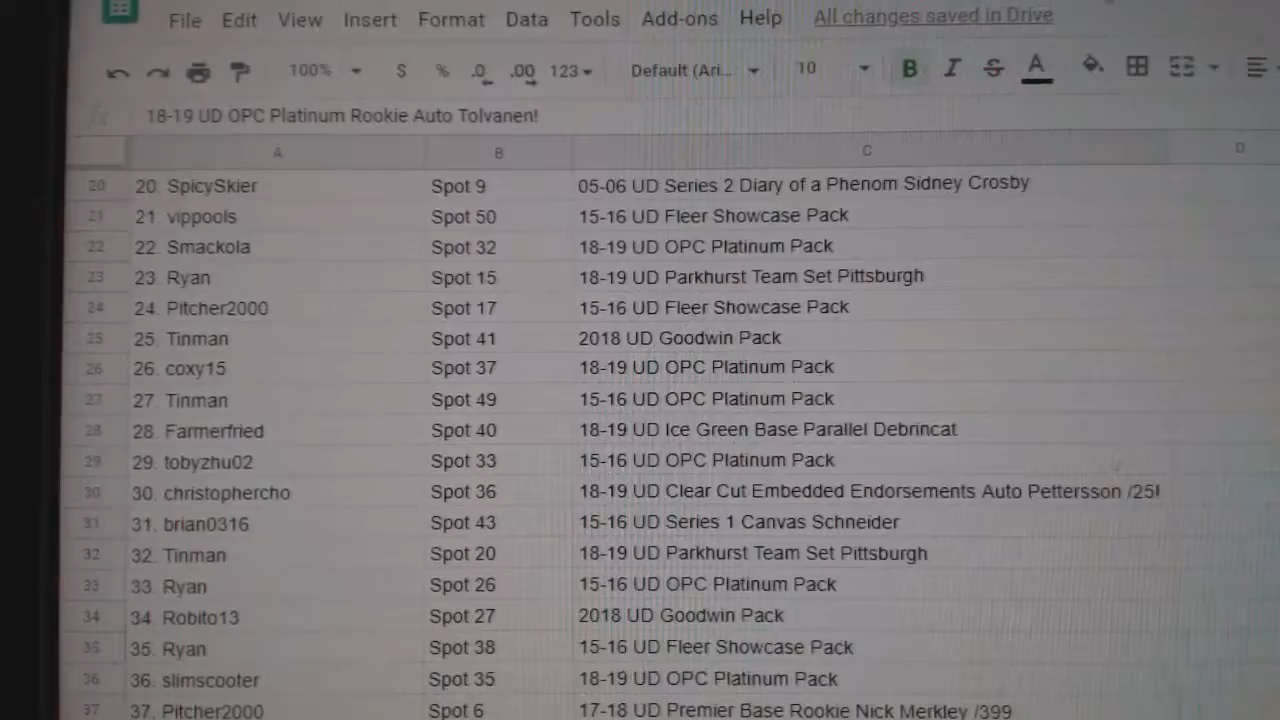 File Edit View Insert Format Data Tools Add-ons Help All changes saved in Drive
100% $ % .0 .00 123 Default (Ari... 10 B I S A
fx 18-19 UD OPC Platinum Rookie Auto Tolvanen!
A B C D
20 20. SpicySkier Spot 9 05-06 UD Series 2 Diary of a Phenom Sidney Crosby
21 21. vippools Spot 50 15-16 UD Fleer Showcase Pack
22 22. Smackola Spot 32 18-19 UD OPC Platinum Pack
23 23. Ryan Spot 15 18-19 UD Parkhurst Team Set Pittsburgh
24 24. Pitcher2000 Spot 17 15-16 UD Fleer Showcase Pack
25 25. Tinman Spot 41 2018 UD Goodwin Pack
26 26. coxy15 Spot 37 18-19 UD OPC Platinum Pack
27 27. Tinman Spot 49 15-16 UD OPC Platinum Pack
28 28. Farmerfried Spot 40 18-19 UD Ice Green Base Parallel Debrincat
29 29. tobyzhu02 Spot 33 15-16 UD OPC Platinum Pack
30 30. christophercho Spot 36 18-19 UD Clear Cut Embedded Endorsements Auto Pettersson /25!
31 31. brian0316 Spot 43 15-16 UD Series 1 Canvas Schneider
32 32. Tinman Spot 20 18-19 UD Parkhurst Team Set Pittsburgh
33 33. Ryan Spot 26 15-16 UD OPC Platinum Pack
34 34. Robito13 Spot 27 2018 UD Goodwin Pack
35 35. Ryan Spot 38 15-16 UD Fleer Showcase Pack
36 36. slimscooter Spot 35 18-19 UD OPC Platinum Pack
37 37. Pitcher2000 Spot 6 17-18 UD Premier Base Rookie Nick Merkley /399